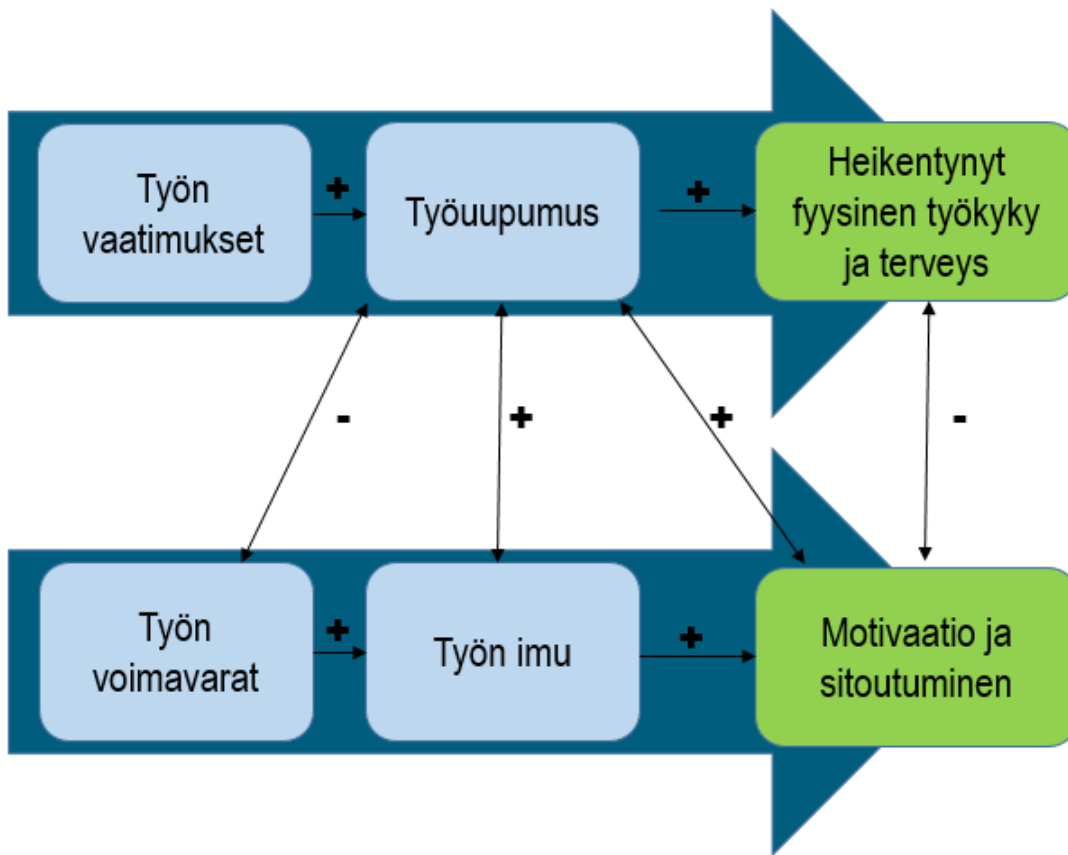 Työn
vaatimukset
+
Työuupumus
+
Heikentynyt
fyysinen työkyky
ja terveys
-
+
+
-
Työn
voimavarat
+
Työn imu
+
Motivaatio ja
sitoutuminen